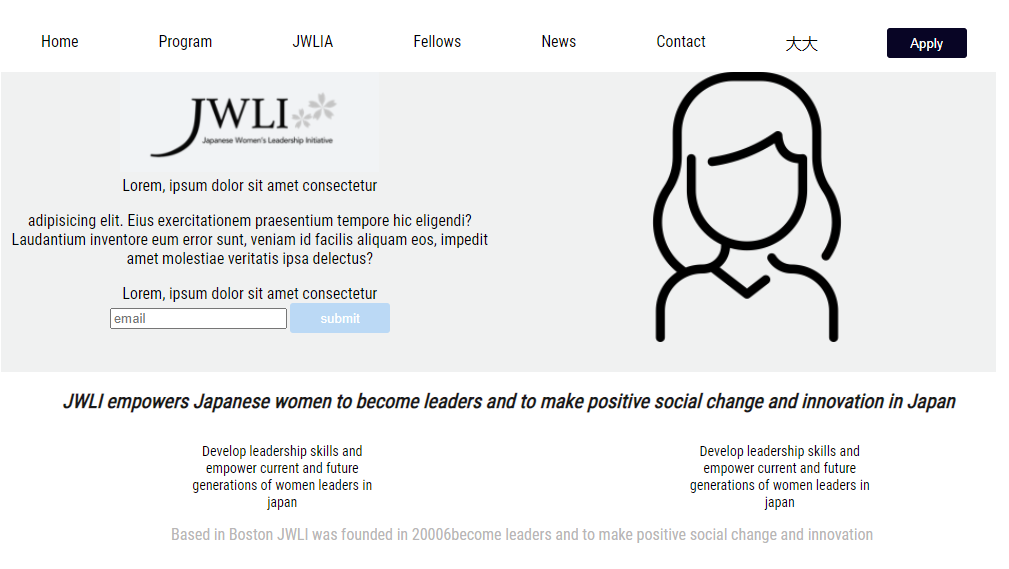 Home Program JWLIA Fellows News Contact 大大 Apply
JWLI
Japanese Women's Leadership Initiative
Lorem, ipsum dolor sit amet consectetur
adipisicing elit. Eius exercitationem praesentium tempore hic eligendi?
Laudantium inventore eum error sunt, veniam id facilis aliquam eos, impedit
amet molestiae veritatis ipsa delectus?
Lorem, ipsum dolor sit amet consectetur
email submit
JWLI empowers Japanese women to become leaders and to make positive social change and innovation in Japan
Develop leadership skills and
empower current and future
generations of women leaders in
japan
Develop leadership skills and
empower current and future
generations of women leaders in
japan
Based in Boston JWLI was founded in 20006become leaders and to make positive social change and innovation